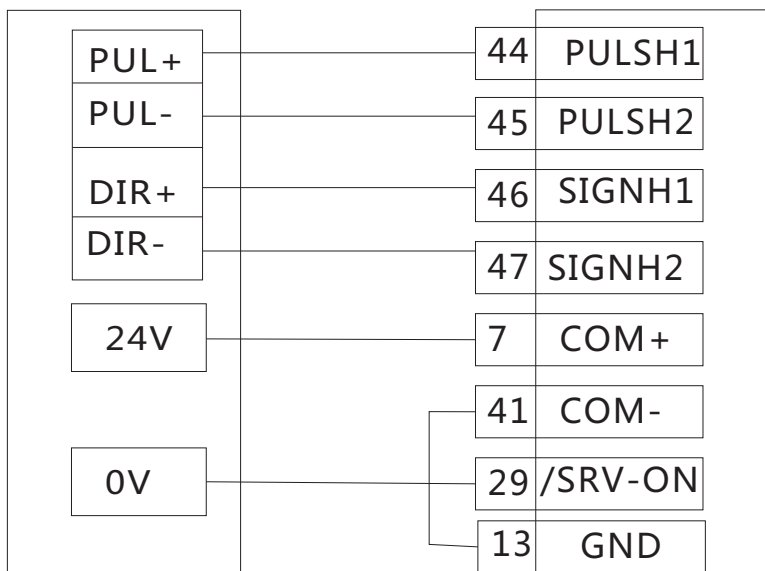 PUL+ 44 PULSH1
PUL- 45 PULSH2
DIR+ 46 SIGNH1
DIR- 47 SIGNH2
24V 7 COM+
41 COM-
0V 29 /SRV-ON
13 GND